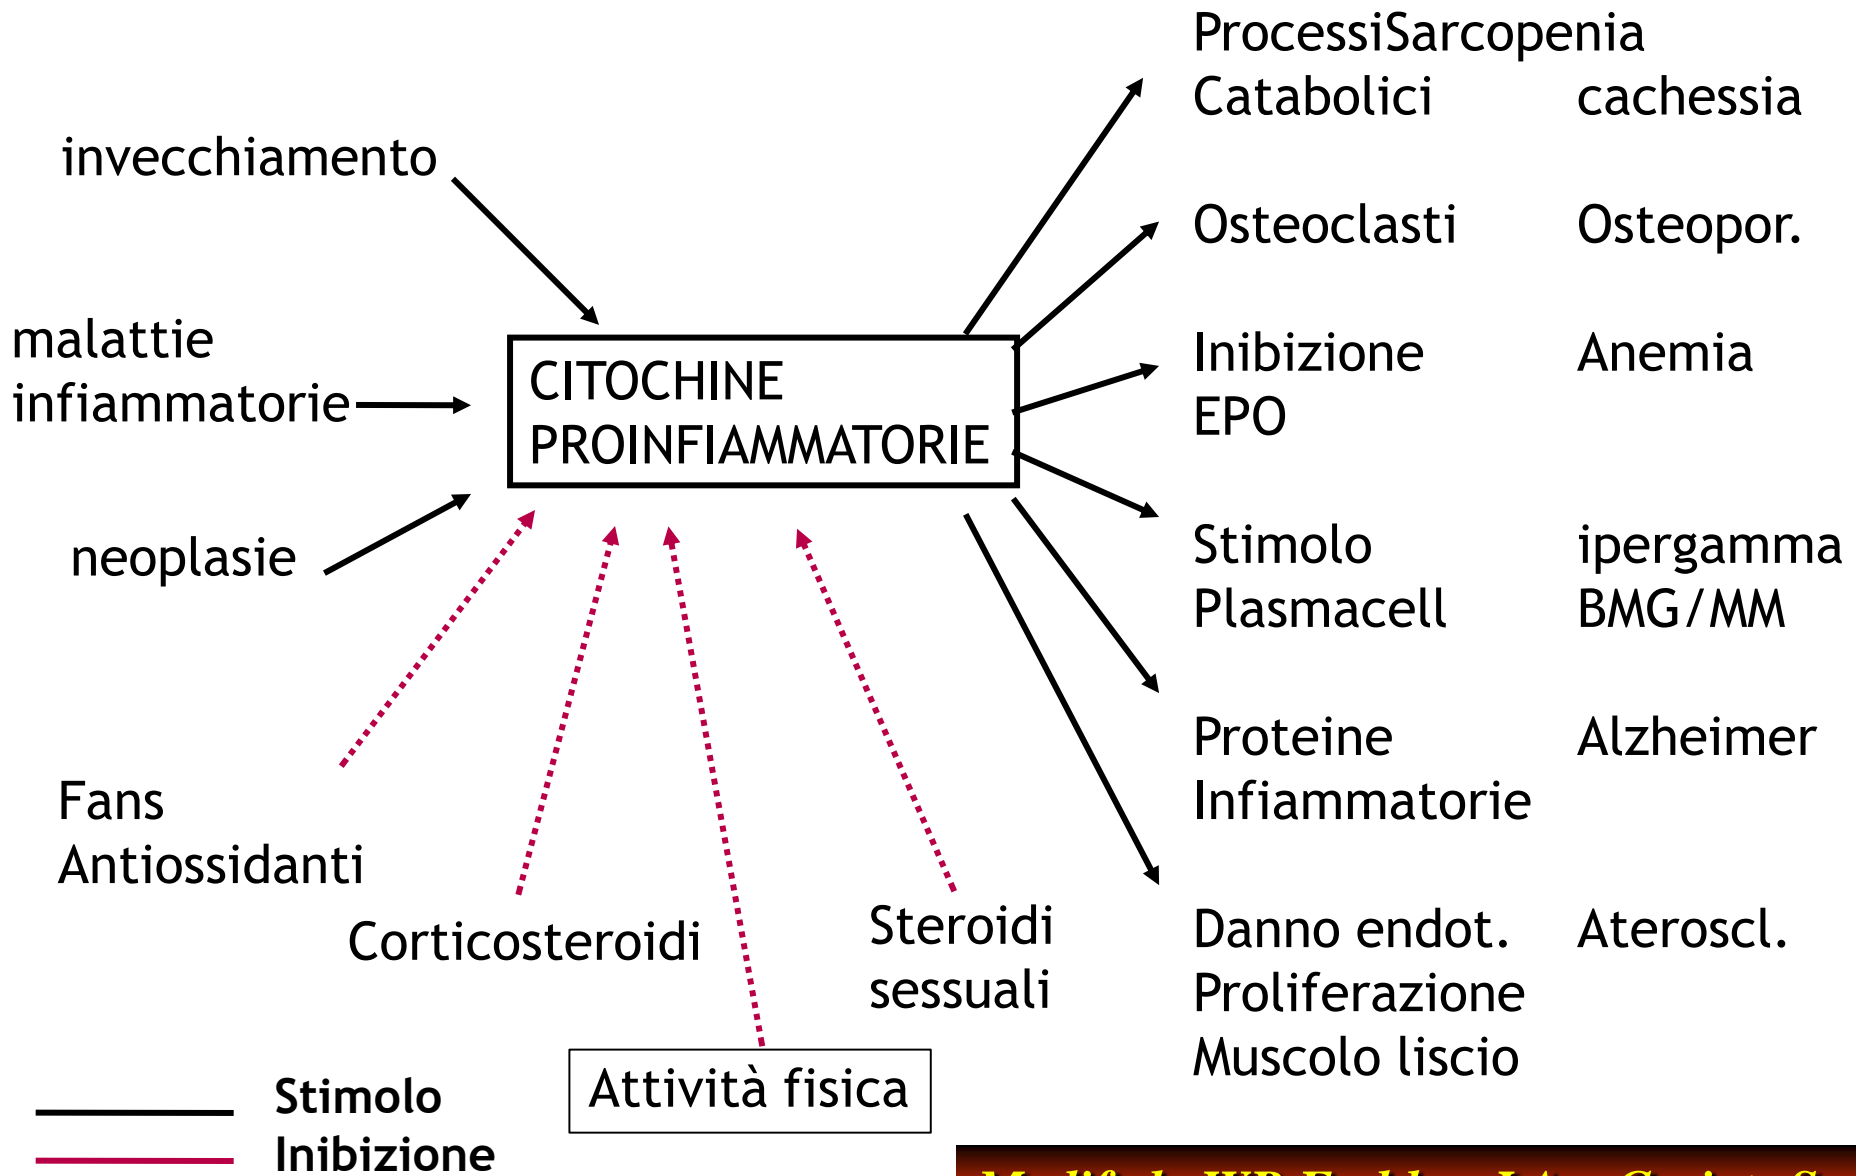 ProcessiSarcopenia
Catabolici cachessia
invecchiamento
Osteoclasti Osteopor.
malattie
infiammatorie
Inibizione Anemia
EPO
CITOCHINE
PROINFIAMMATORIE
neoplasie
Stimolo ipergamma
Plasmacell BMG/MM
Proteine Alzheimer
Infiammatorie
Fans
Antiossidanti
Corticosteroidi
Steroidi
sessuali
Danno endot. Ateroscl.
Proliferazione
Muscolo liscio
Attività fisica
Stimolo
Inibizione